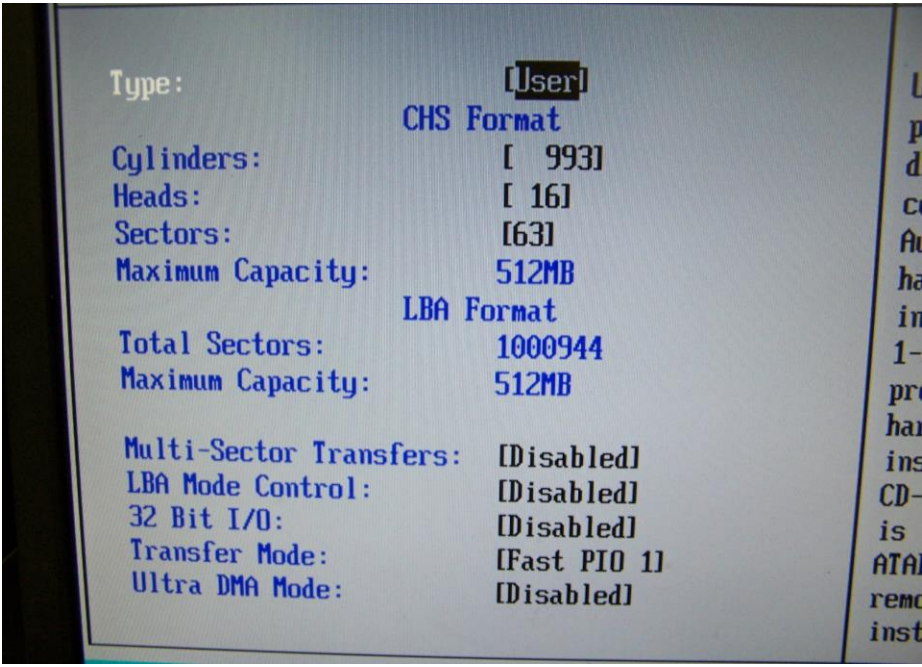 Type: [User]
CHS Format
Cylinders: [ 993]
Heads: [ 16]
Sectors: [63]
Maximum Capacity: 512MB
LBA Format
Total Sectors: 1000944
Maximum Capacity: 512MB
Multi-Sector Transfers: [Disabled]
LBA Mode Control: [Disabled]
32 Bit I/O: [Disabled]
Transfer Mode: [Fast PIO 1]
Ultra DMA Mode: [Disabled]
is